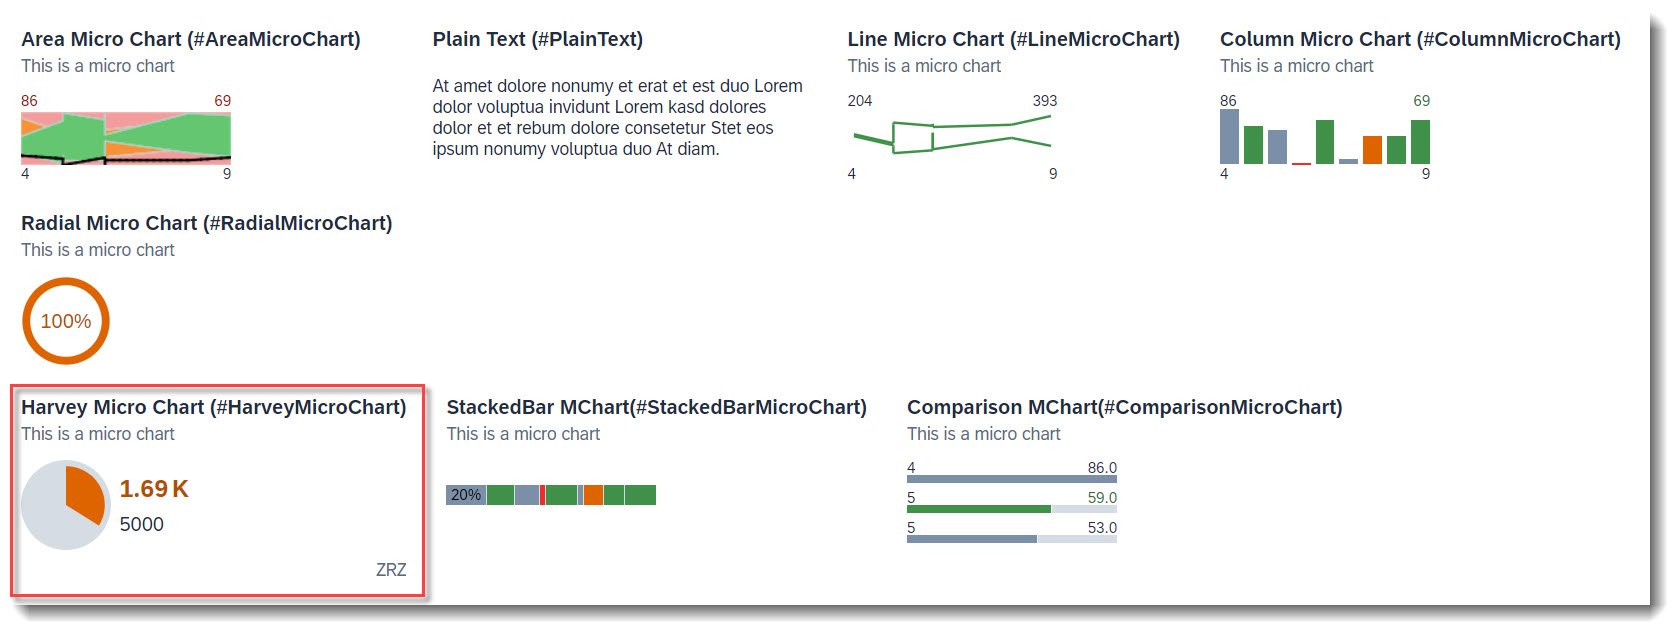 Area Micro Chart (#AreaMicroChart)
This is a micro chart
86 69
4 9
Plain Text (#PlainText)
At amet dolore nonumy et erat et est duo Lorem
dolor voluptua invidunt Lorem kasd dolores
dolor et et rebum dolore consetetur Stet eos
ipsum nonumy voluptua duo At diam.
Line Micro Chart (#LineMicroChart)
This is a micro chart
204 393
4 9
Column Micro Chart (#ColumnMicroChart)
This is a micro chart
86 69
4 9
Radial Micro Chart (#RadialMicroChart)
This is a micro chart
100%
Harvey Micro Chart (#HarveyMicroChart)
This is a micro chart
1.69 K
5000
ZRZ
StackedBar MChart(#StackedBarMicroChart)
This is a micro chart
20%
Comparison MChart(#ComparisonMicroChart)
This is a micro chart
4 86.0
5 59.0
5 53.0